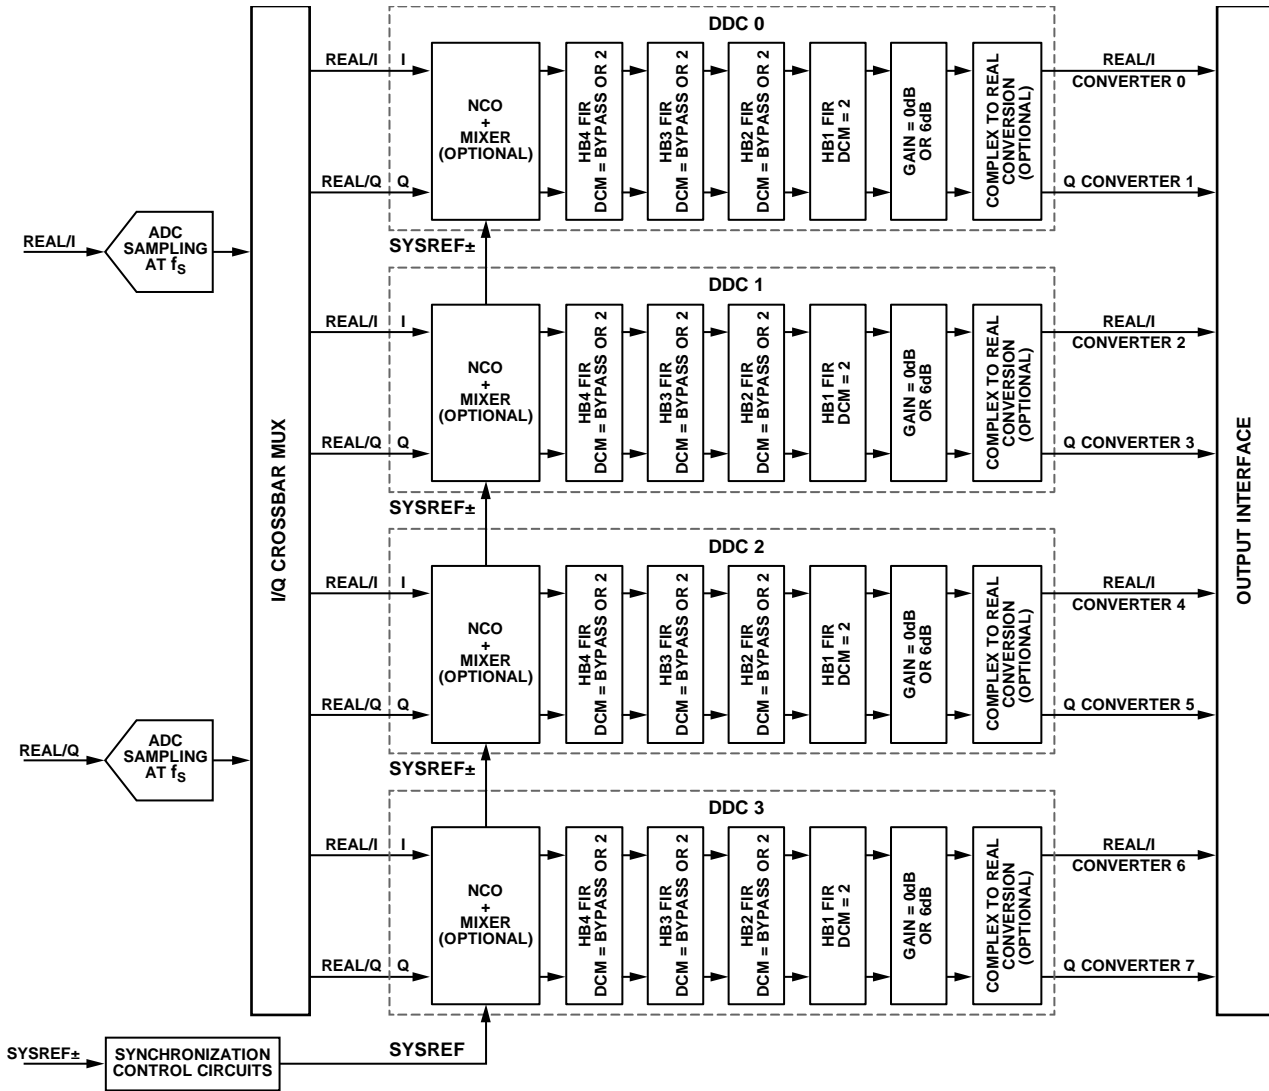 REAL/I
ADC
SAMPLING
AT fS
REAL/Q
ADC
SAMPLING
AT fS
SYSREF±
SYNCHRONIZATION
CONTROL CIRCUITS
SYSREF
I/Q CROSSBAR MUX
DDC 0
REAL/I
I
REAL/Q
Q
NCO
+
MIXER
(OPTIONAL)
HB4 FIR
DCM = BYPASS OR 2
HB3 FIR
DCM = BYPASS OR 2
HB2 FIR
DCM = BYPASS OR 2
HB1 FIR
DCM = 2
GAIN = 0dB
OR 6dB
COMPLEX TO REAL
CONVERSION
(OPTIONAL)
REAL/I
CONVERTER 0
Q CONVERTER 1
SYSREF±
DDC 1
REAL/I
I
REAL/Q
Q
NCO
+
MIXER
(OPTIONAL)
HB4 FIR
DCM = BYPASS OR 2
HB3 FIR
DCM = BYPASS OR 2
HB2 FIR
DCM = BYPASS OR 2
HB1 FIR
DCM = 2
GAIN = 0dB
OR 6dB
COMPLEX TO REAL
CONVERSION
(OPTIONAL)
REAL/I
CONVERTER 2
Q CONVERTER 3
SYSREF±
DDC 2
REAL/I
I
REAL/Q
Q
NCO
+
MIXER
(OPTIONAL)
HB4 FIR
DCM = BYPASS OR 2
HB3 FIR
DCM = BYPASS OR 2
HB2 FIR
DCM = BYPASS OR 2
HB1 FIR
DCM = 2
GAIN = 0dB
OR 6dB
COMPLEX TO REAL
CONVERSION
(OPTIONAL)
REAL/I
CONVERTER 4
Q CONVERTER 5
SYSREF±
DDC 3
REAL/I
I
REAL/Q
Q
NCO
+
MIXER
(OPTIONAL)
HB4 FIR
DCM = BYPASS OR 2
HB3 FIR
DCM = BYPASS OR 2
HB2 FIR
DCM = BYPASS OR 2
HB1 FIR
DCM = 2
GAIN = 0dB
OR 6dB
COMPLEX TO REAL
CONVERSION
(OPTIONAL)
REAL/I
CONVERTER 6
Q CONVERTER 7
OUTPUT INTERFACE